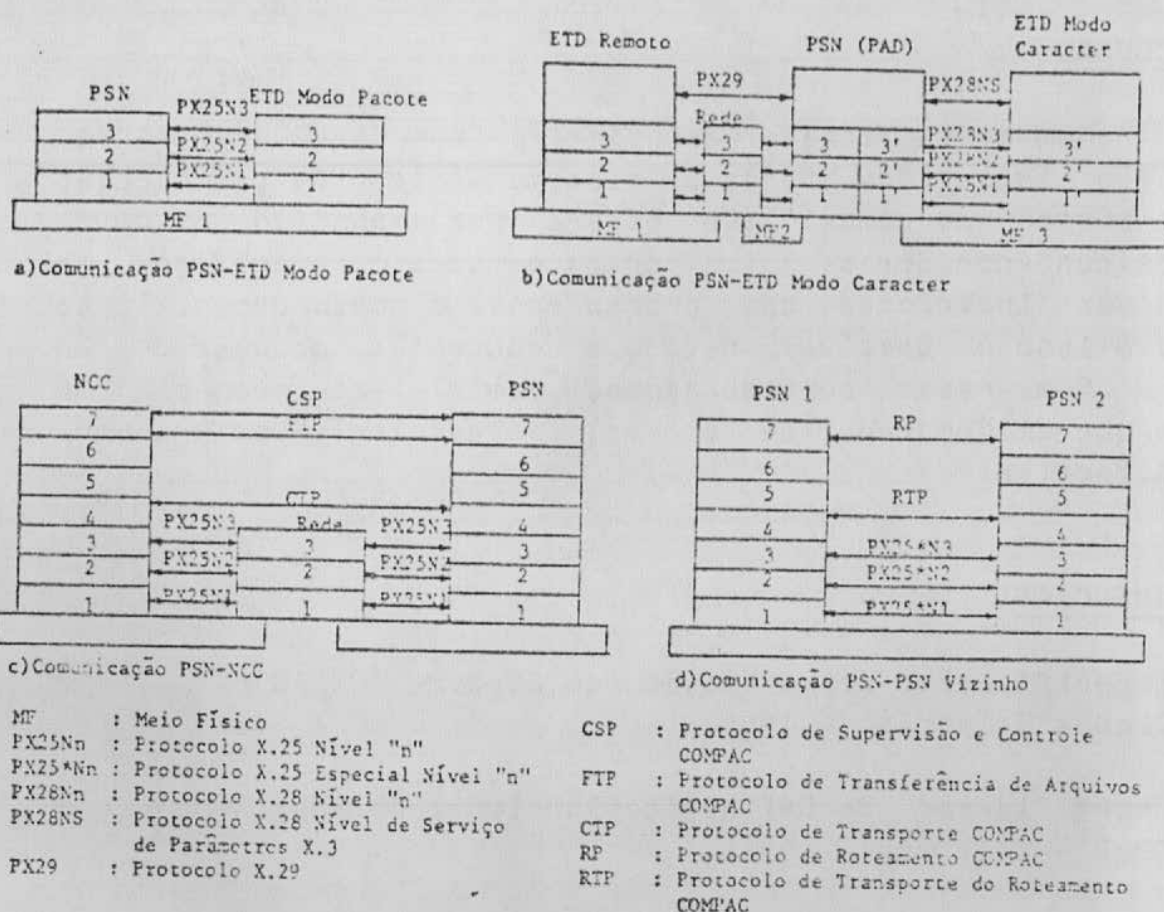 PSN
ETD Modo Pacote
PX25N3
3
3
PX25N2
2
2
PX25N1
1
1
MF 1
a)Comunicação PSN-ETD Modo Pacote
ETD Remoto
PSN (PAD)
ETD Modo
Caracter
PX29
PX28NS
Rede
PX28N3
3
3
3
3'
3'
PX28N2
2
2
2
2'
2'
PX28N1
1
1
1
1'
1'
MF 1
MF2
MF 3
b)Comunicação PSN-ETD Modo Caracter
NCC
PSN
CSP
7
FTP
7
6
6
5
5
CTP
4
4
PX25N3
Rede
PX25N3
3
3
3
PX25N2
PX25N2
2
2
2
PX25N1
PX25N1
1
1
1
c)Comunicação PSN-NCC
PSN 1
PSN 2
7
RP
7
6
6
5
RTP
5
4
4
PX25*N3
3
3
PX25*N2
2
2
PX25*N1
1
1
d)Comunicação PSN-PSN Vizinho
MF : Meio Físico
PX25Nn : Protocolo X.25 Nível "n"
PX25*Nn : Protocolo X.25 Especial Nível "n"
PX28Nn : Protocolo X.28 Nível "n"
PX28NS : Protocolo X.28 Nível de Serviço
de Parâmetros X.3
PX29 : Protocolo X.29
CSP : Protocolo de Supervisão e Controle
COMPAC
FTP : Protocolo de Transferência de Arquivos
COMPAC
CTP : Protocolo de Transporte COMPAC
RP : Protocolo de Roteamento COMPAC
RTP : Protocolo de Transporte do Roteamento
COMPAC